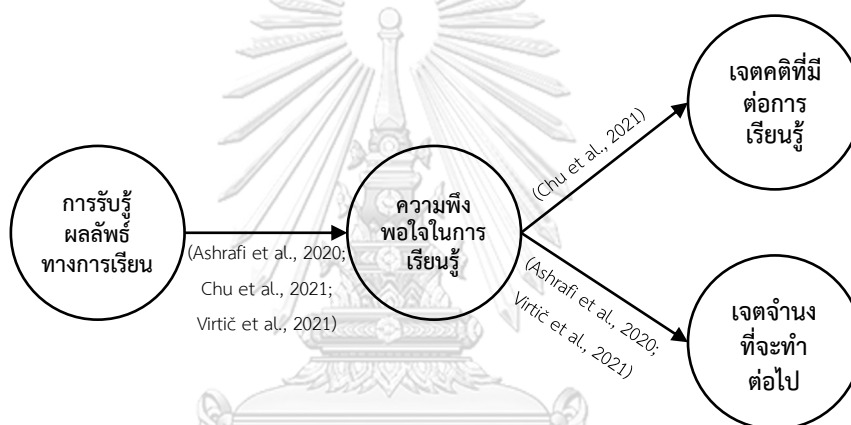 การรับรู้
ผลลัพธ์
ทางการเรียน
(Ashrafi et al., 2020;
Chu et al., 2021;
Virtič et al., 2021)
ความพึง
พอใจในการ
เรียนรู้
(Chu et al., 2021)
เจตคติที่มี
ต่อการ
เรียนรู้
(Ashrafi et al., 2020;
Virtič et al., 2021)
เจตจำนง
ที่จะทำ
ต่อไป